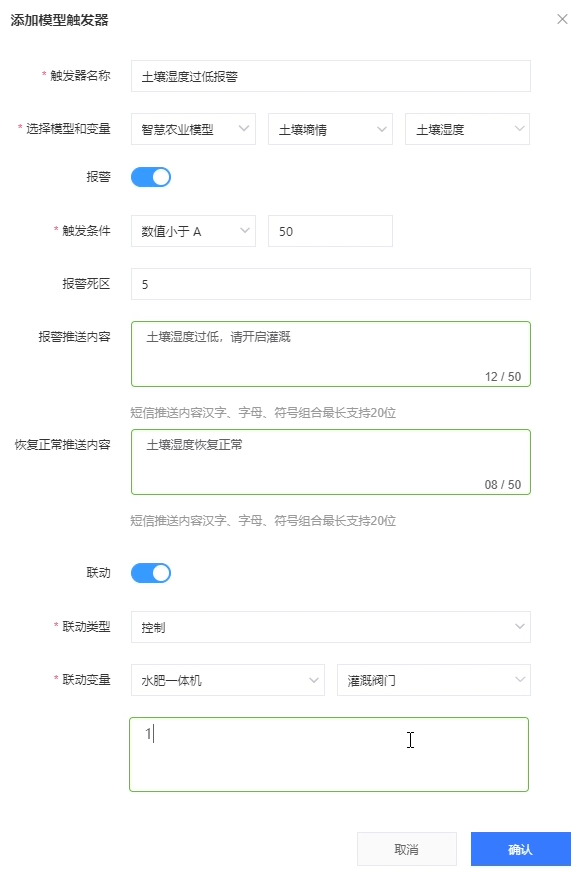 添加模型触发器
* 触发器名称 土壤湿度过低报警
* 选择模型和变量 智慧农业模型 土壤墒情 土壤湿度
报警
* 触发条件 数值小于 A 50
报警死区 5
报警推送内容 土壤湿度过低，请开启灌溉
12 / 50
短信推送内容汉字、字母、符号组合最长支持20位
恢复正常推送内容 土壤湿度恢复正常
08 / 50
短信推送内容汉字、字母、符号组合最长支持20位
联动
* 联动类型 控制
* 联动变量 水肥一体机 灌溉阀门
1
取消 确认